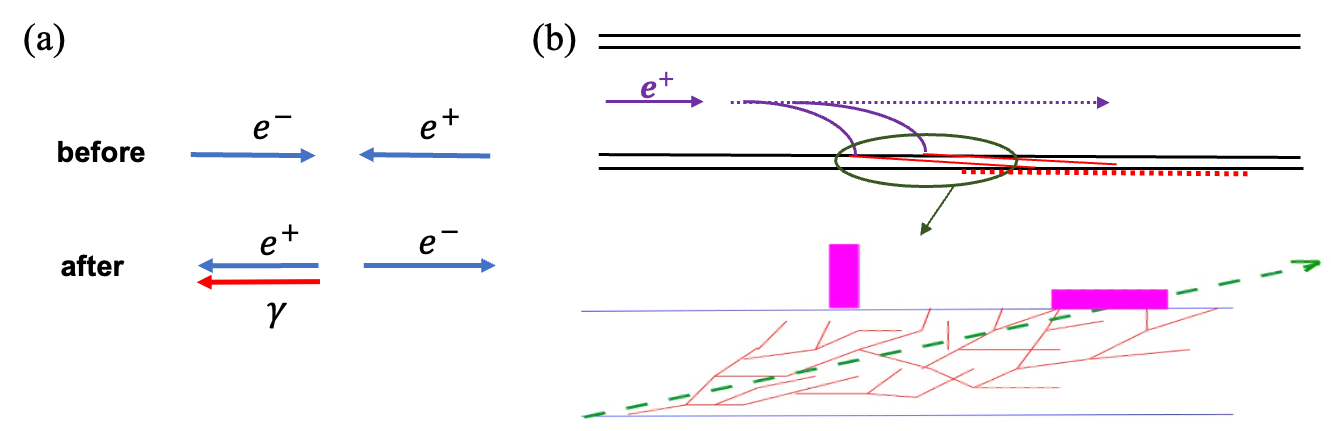 (a)
before
e⁻
e⁺
after
e⁺
e⁻
γ
(b)
e⁺